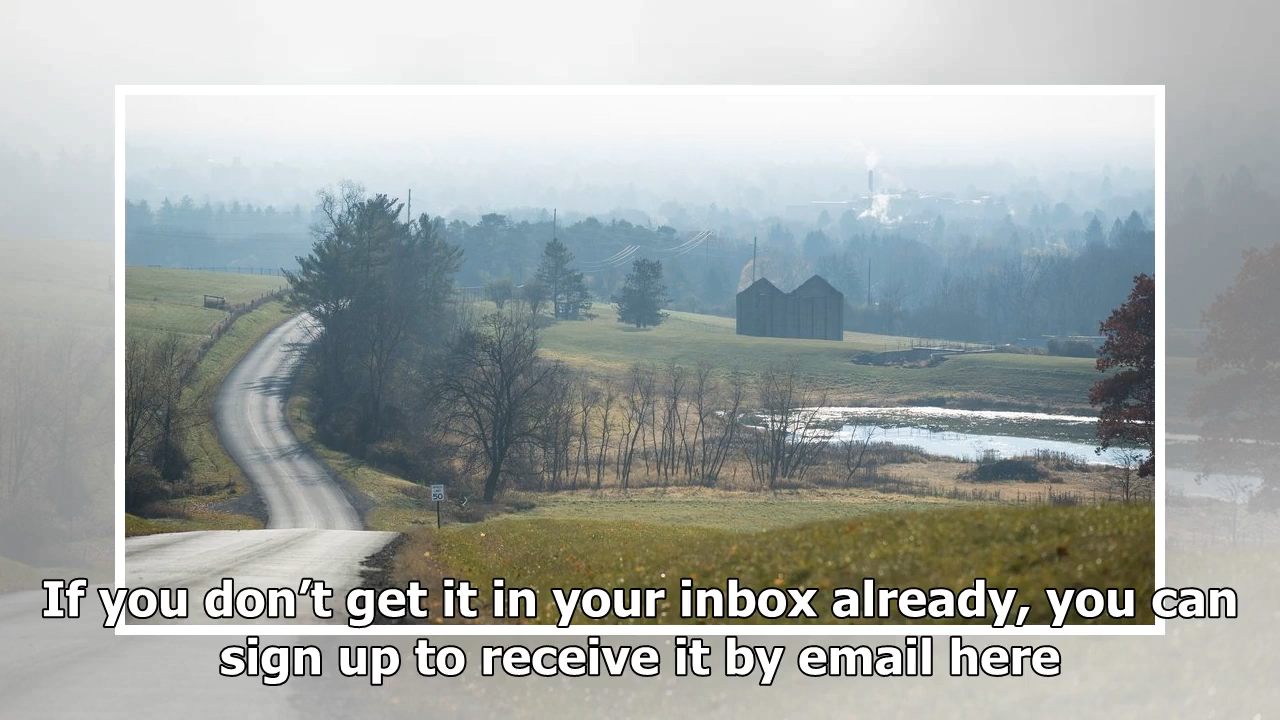 50
If you don’t get it in your inbox already, you can
sign up to receive it by email here